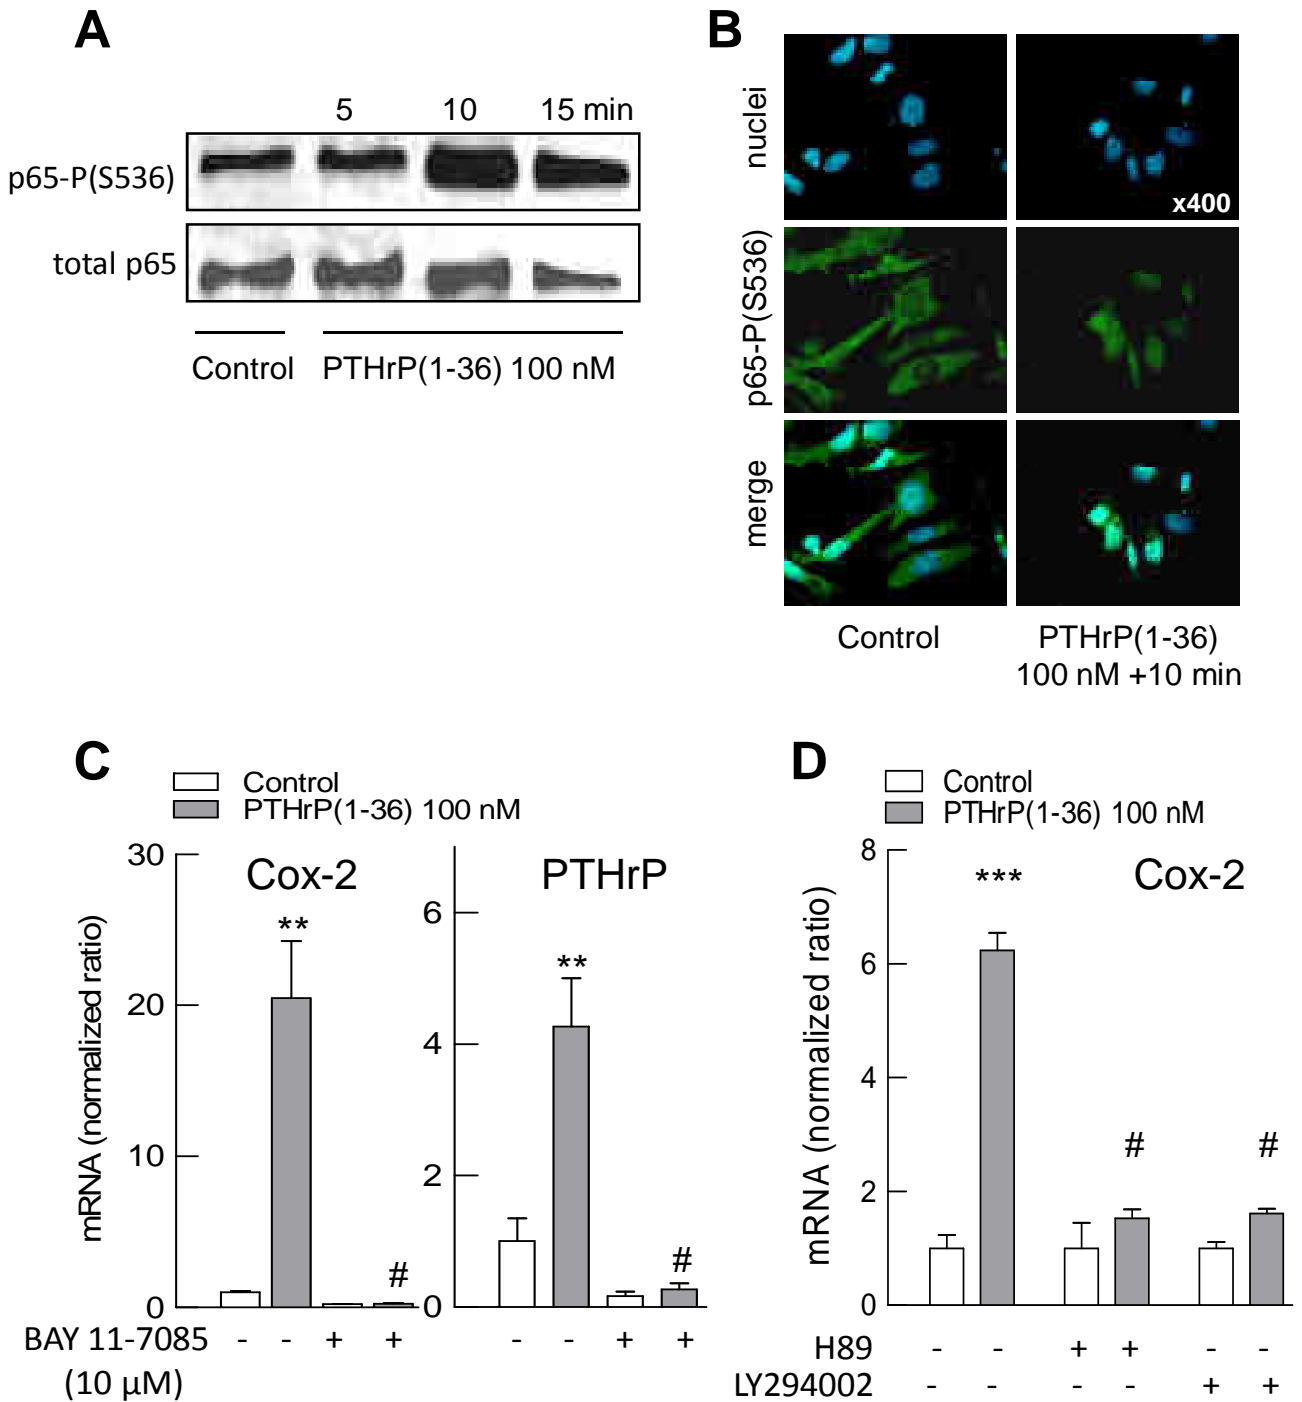 A
5 10 15 min
p65-P(S536)
total p65
Control PTHrP(1-36) 100 nM
B
nuclei
x400
p65-P(S536)
merge
Control
PTHrP(1-36)
100 nM +10 min
C
Control
PTHrP(1-36) 100 nM
mRNA (normalized ratio)
30
20
10
0
Cox-2
**
#
6
4
2
0
PTHrP
**
#
BAY 11-7085 - - + + - - + +
(10 µM)
D
Control
PTHrP(1-36) 100 nM
mRNA (normalized ratio)
8
6
4
2
0
Cox-2
***
#
#
H89 - - + + - -
LY294002 - - - - + +